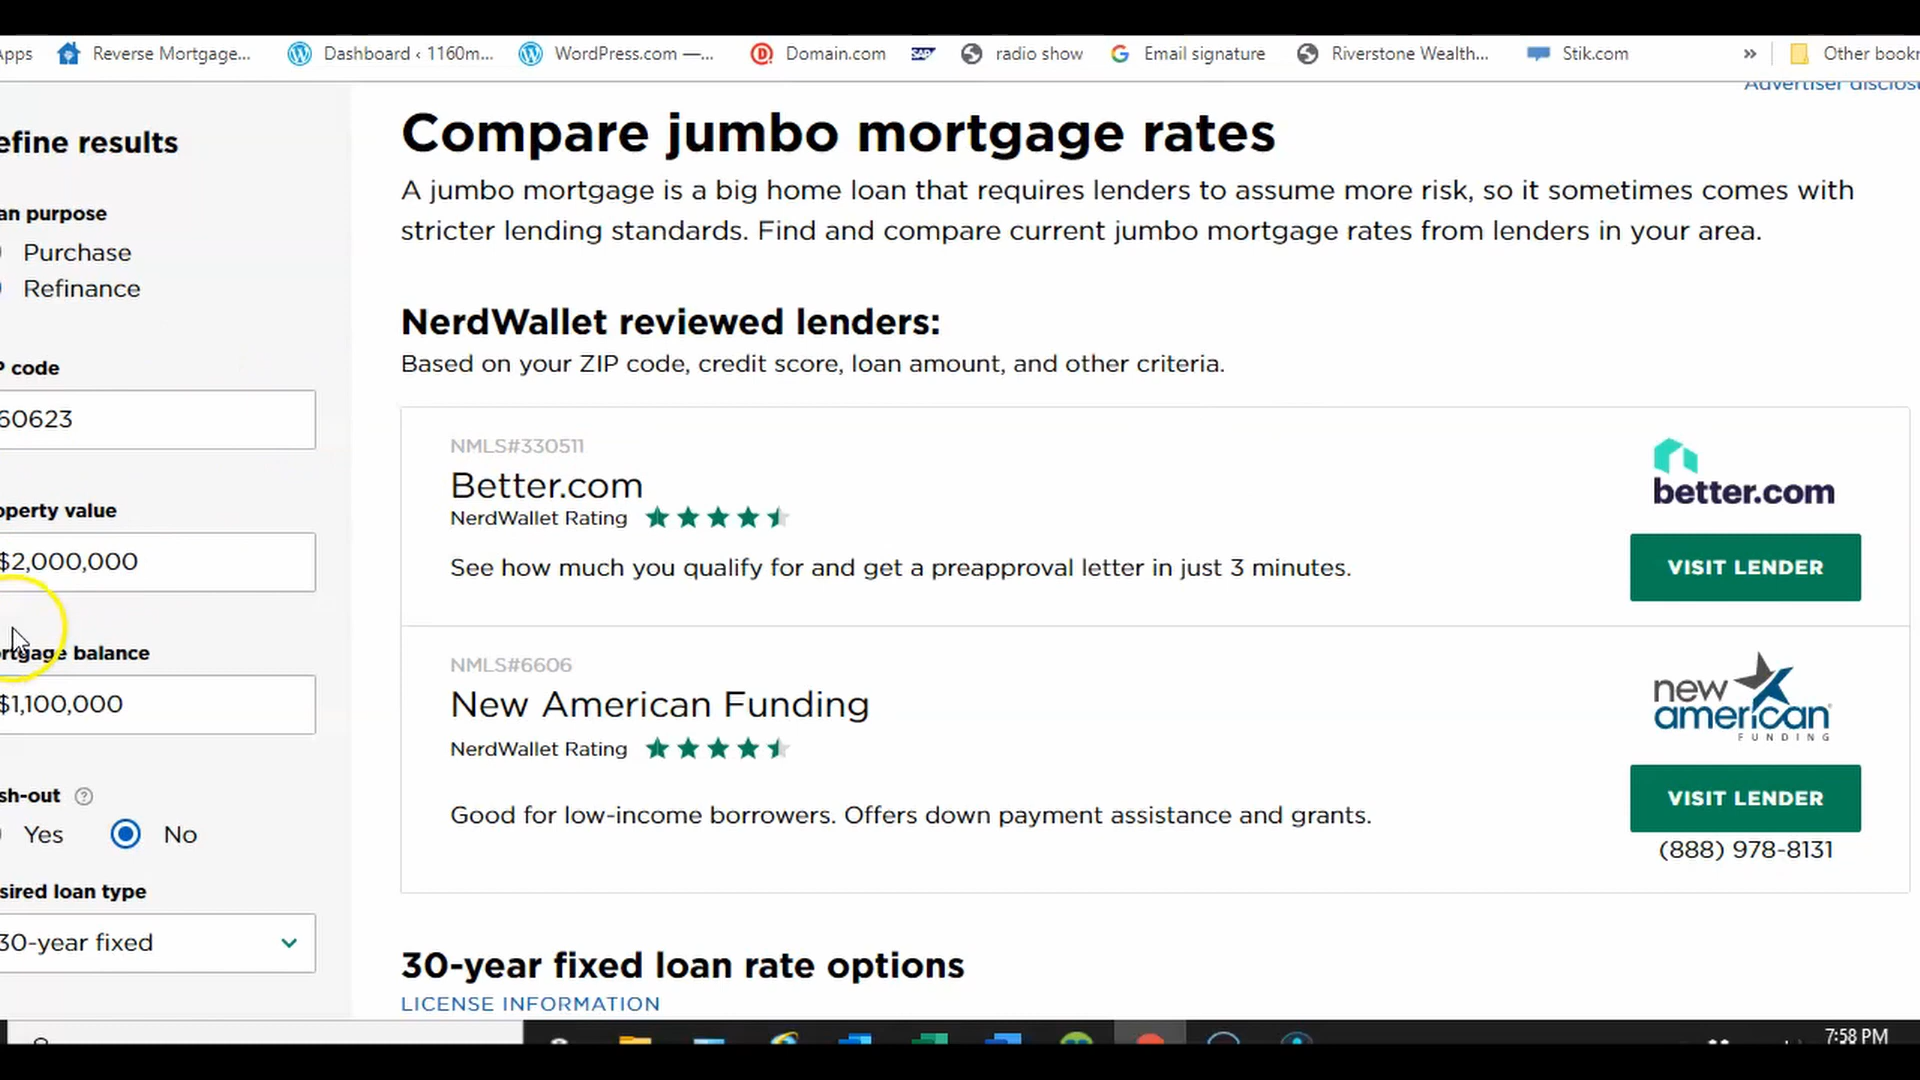 Apps Reverse Mortgage... Dashboard ‹ 1160m... WordPress.com —... Domain.com SAP radio show Email signature Riverstone Wealth... Stik.com » Other bookr
Advertiser disclosu
efine results
an purpose
Purchase
Refinance
P code
60623
operty value
$2,000,000
rtgage balance
$1,100,000
sh-out ?
Yes No
sired loan type
30-year fixed
Compare jumbo mortgage rates
A jumbo mortgage is a big home loan that requires lenders to assume more risk, so it sometimes comes with
stricter lending standards. Find and compare current jumbo mortgage rates from lenders in your area.
NerdWallet reviewed lenders:
Based on your ZIP code, credit score, loan amount, and other criteria.
NMLS#330511
Better.com
NerdWallet Rating
See how much you qualify for and get a preapproval letter in just 3 minutes.
better.com
VISIT LENDER
NMLS#6606
New American Funding
NerdWallet Rating
Good for low-income borrowers. Offers down payment assistance and grants.
new
american
FUNDING
VISIT LENDER
(888) 978-8131
30-year fixed loan rate options
LICENSE INFORMATION
7:58 PM